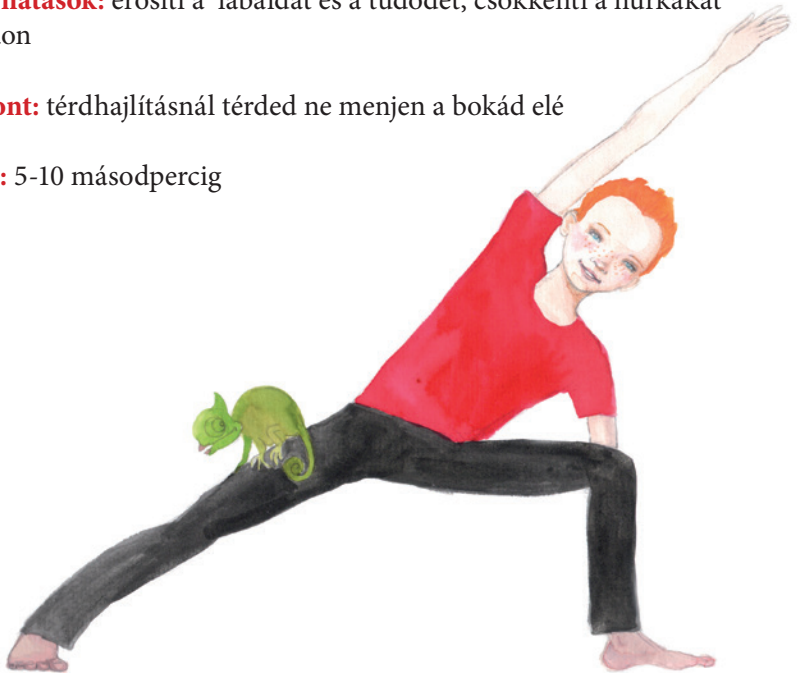 hatások: erősíti a lábaidat és a tüdődet, csökkenti a hurkákat
on
ont: térdhajlításnál térded ne menjen a bokád elé
: 5-10 másodpercig